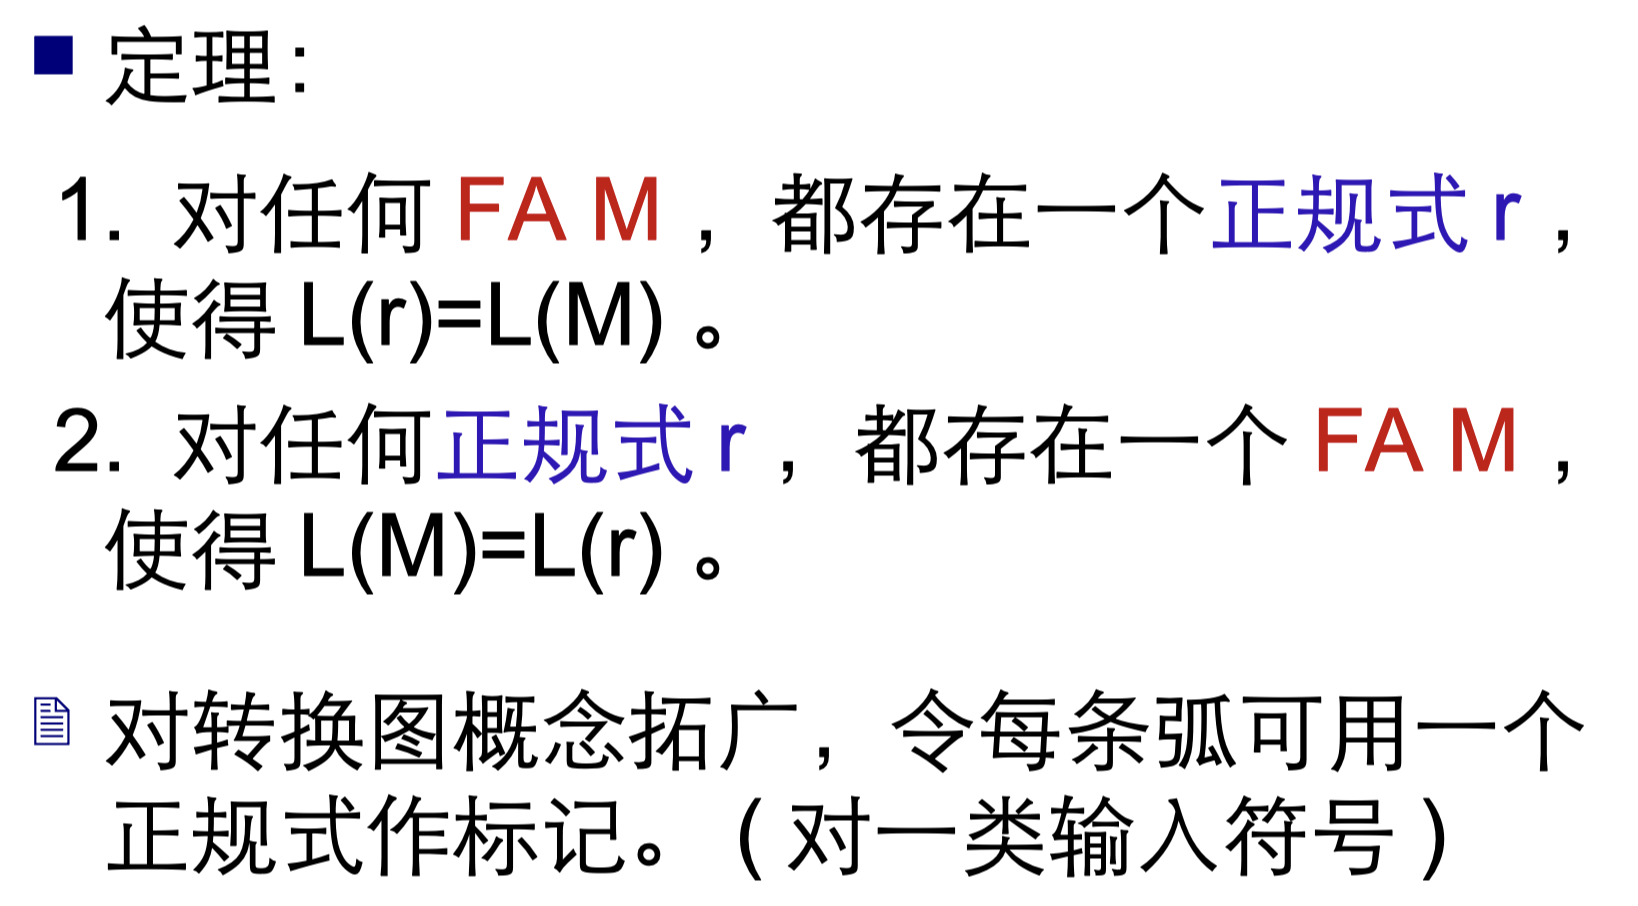 定理:
1. 对任何 FA M，都存在一个正规式 r，
使得 L(r)=L(M) 。
2. 对任何正规式 r，都存在一个 FA M，
使得 L(M)=L(r) 。
对转换图概念拓广，令每条弧可用一个
正规式作标记。( 对一类输入符号 )